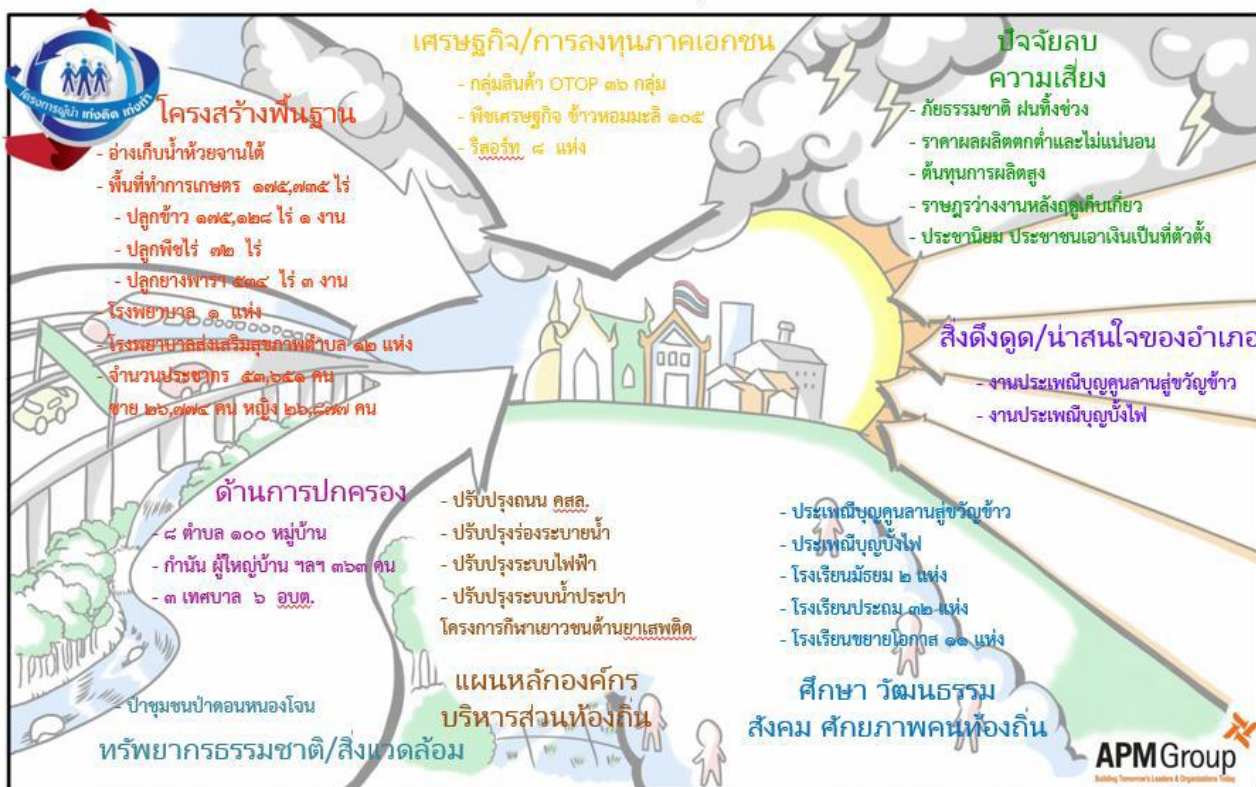 โครงการผู้นำ เก่งคิด เก่งทำ
โครงสร้างพื้นฐาน
- อ่างเก็บน้ำห้วยจานใต้
- พื้นที่ทำการเกษตร ๑๗๕,๗๓๕ ไร่
- ปลูกข้าว ๑๗๕,๑๒๘ ไร่ ๑ งาน
- ปลูกพืชไร่ ๗๒ ไร่
- ปลูกยางพารา ๕๓๔ ไร่ ๓ งาน
- โรงพยาบาล ๑ แห่ง
- โรงพยาบาลส่งเสริมสุขภาพตำบล ๑๒ แห่ง
- จำนวนประชากร ๕๓,๖๕๑ คน
ชาย ๒๖,๗๗๔ คน หญิง ๒๖,๘๗๗ คน
เศรษฐกิจ/การลงทุนภาคเอกชน
- กลุ่มสินค้า OTOP ๓๖ กลุ่ม
- พืชเศรษฐกิจ ข้าวหอมมะลิ ๑๐๕
- รีสอร์ท ๘ แห่ง
ปัจจัยลบ
ความเสี่ยง
- ภัยธรรมชาติ ฝนทิ้งช่วง
- ราคาผลผลิตตกต่ำและไม่แน่นอน
- ต้นทุนการผลิตสูง
- ราษฎรว่างงานหลังฤดูเก็บเกี่ยว
- ประชานิยม ประชาชนเอาเงินเป็นที่ตัวตั้ง
สิ่งดึงดูด/น่าสนใจของอำเภอ
- งานประเพณีบุญคูนลานสู่ขวัญข้าว
- งานประเพณีบุญบั้งไฟ
ด้านการปกครอง
- ๘ ตำบล ๑๐๐ หมู่บ้าน
- กำนัน ผู้ใหญ่บ้าน ฯลฯ ๓๖๓ คน
- ๓ เทศบาล ๖ อบต.
- ปรับปรุงถนน คสล.
- ปรับปรุงร่องระบายน้ำ
- ปรับปรุงระบบไฟฟ้า
- ปรับปรุงระบบน้ำประปา
โครงการกีฬาเยาวชนต้านยาเสพติด
แผนหลักองค์กร
บริหารส่วนท้องถิ่น
- ประเพณีบุญคูนลานสู่ขวัญข้าว
- ประเพณีบุญบั้งไฟ
- โรงเรียนมัธยม ๒ แห่ง
- โรงเรียนประถม ๓๒ แห่ง
- โรงเรียนขยายโอกาส ๑๑ แห่ง
ศึกษา วัฒนธรรม
สังคม ศักยภาพคนท้องถิ่น
- ป่าชุมชนป่าดอนหนองโจน
ทรัพยากรธรรมชาติ/สิ่งแวดล้อม
APM Group
Building Tomorrow's Leaders & Organizations Today